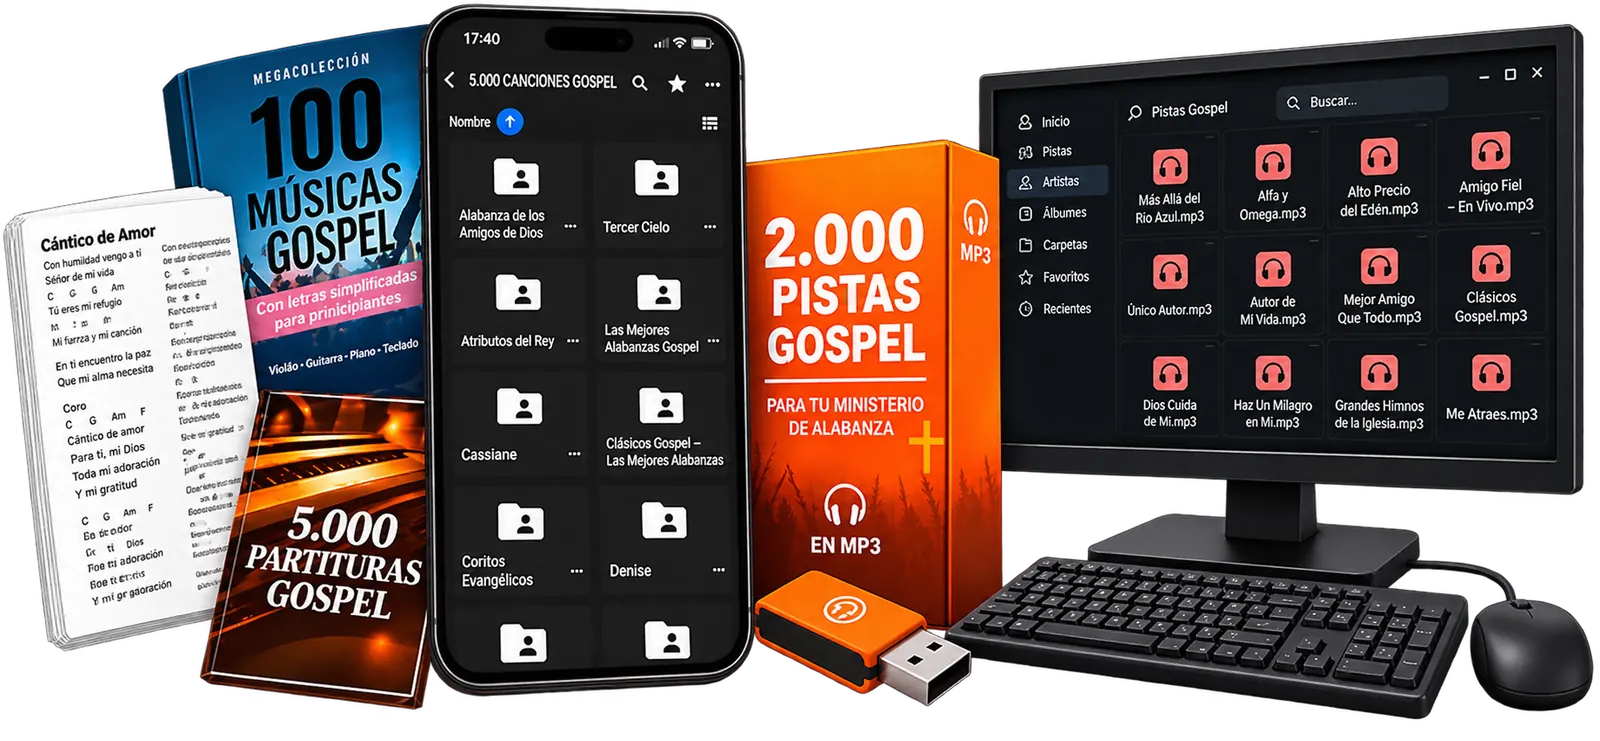 Cántico de Amor
Con humildad vengo a ti
Séñor de mi vida
C G G Am
Tú eres mi refugio
Mi fuerza y mi canción
En ti encuentro la paz
Que mi alma necesita
Coro
C G Am F
Cántico de amor
Para ti, mi Dios
Toda mi adoración
Y mi gratitud
C G Am F
Dios
adoración
MEGACOLECCIÓN
100
MÚSICAS
GOSPEL
Con letras simplificadas
para prinicipiantes
Violão - Guitarra - Piano - Teclado
5.000
PARTITURAS
GOSPEL
17:40
5.000 CANCIONES GOSPEL
Nombre
Alabanza de los
Amigos de Dios
Tercer Cielo
Atributos del Rey
Las Mejores
Alabanzas Gospel
Cassiane
Clásicos Gospel –
Las Mejores Alabanzas
Coritos
Evangélicos
Denise
2.000
PISTAS
GOSPEL
PARA TU MINISTERIO
DE ALABANZA
EN MP3
MP3
Inicio
Pistas
Artistas
Álbumes
Carpetas
Favoritos
Recientes
Pistas Gospel
Buscar...
Más Allá del
Río Azul.mp3
Alfa y
Omega.mp3
Alto Precio
del Edén.mp3
Amigo Fiel
– En Vivo.mp3
Único Autor.mp3
Autor de
Mi Vida.mp3
Mejor Amigo
Que Todo.mp3
Clásicos
Gospel.mp3
Dios Cuida
de Mi.mp3
Haz Un Milagro
en Mi.mp3
Grandes Himnos
de la Iglesia.mp3
Me Atraes.mp3